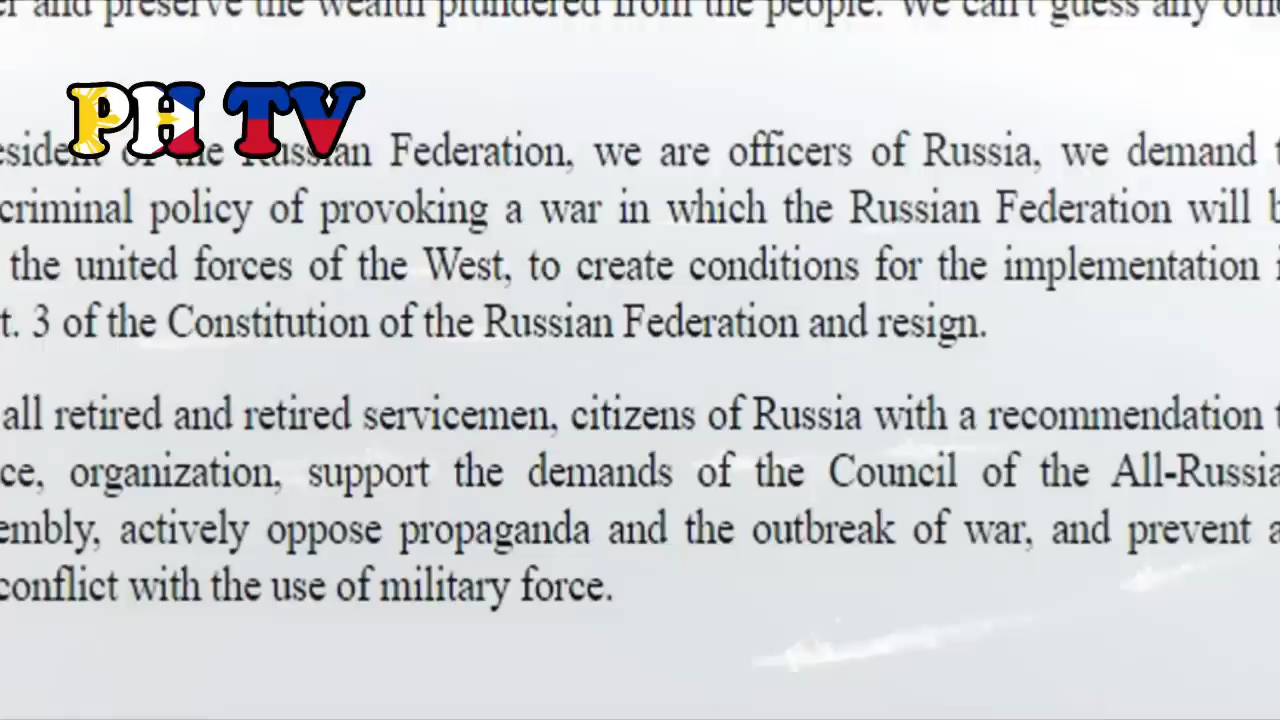 and preserve the wealth plundered from the people. We can't guess any
PH TV
of the Russian Federation, we are officers of Russia, we demand
criminal policy of provoking a war in which the Russian Federation will
the united forces of the West, to create conditions for the implementation
t. 3 of the Constitution of the Russian Federation and resign.
all retired and retired servicemen, citizens of Russia with a recommendation
ce, organization, support the demands of the Council of the All-Russia
embly, actively oppose propaganda and the outbreak of war, and prevent
conflict with the use of military force.